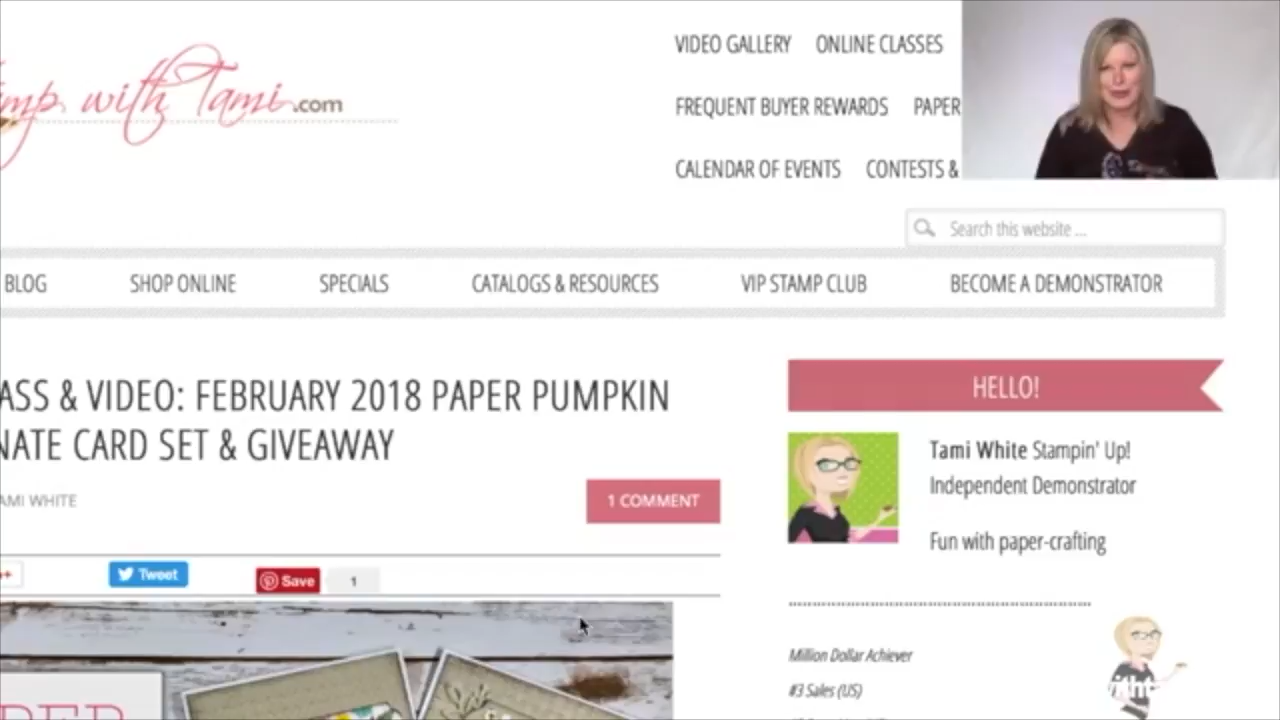 with Tami .com
VIDEO GALLERY ONLINE CLASSES
FREQUENT BUYER REWARDS PAPER
CALENDAR OF EVENTS CONTESTS &
Search this website ...
BLOG SHOP ONLINE SPECIALS CATALOGS & RESOURCES VIP STAMP CLUB BECOME A DEMONSTRATOR
ASS & VIDEO: FEBRUARY 2018 PAPER PUMPKIN
NATE CARD SET & GIVEAWAY
AMI WHITE
1 COMMENT
Tweet
Save
1
HELLO!
Tami White Stampin' Up!
Independent Demonstrator
Fun with paper-crafting
Million Dollar Achiever
#3 Sales (US)